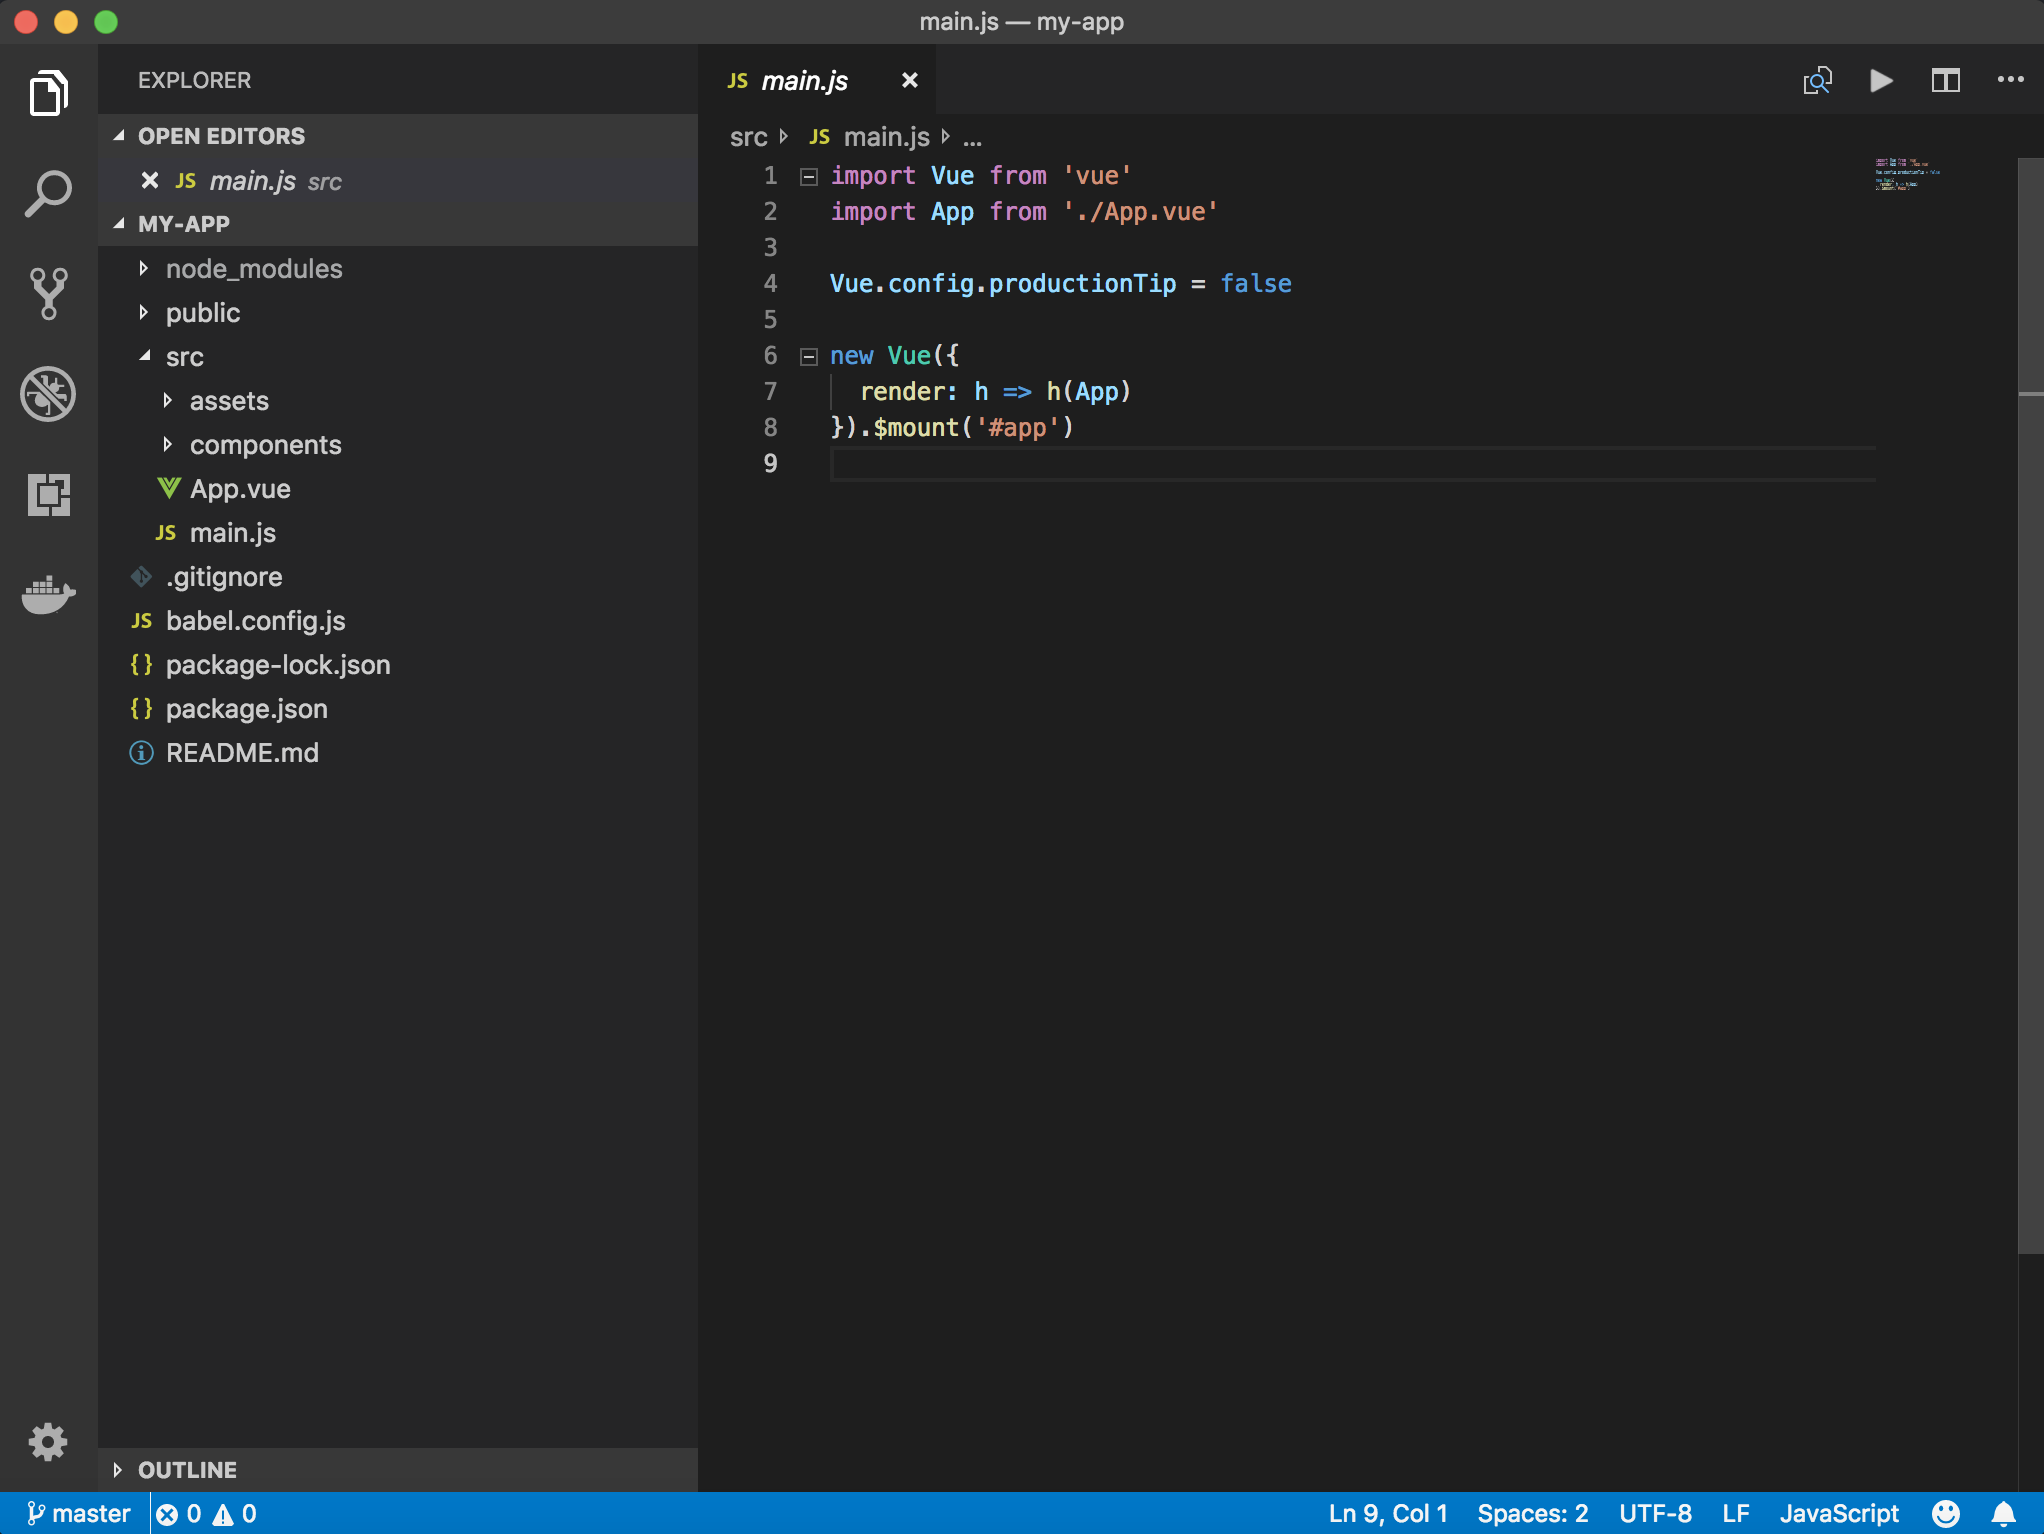 main.js — my-app
EXPLORER
OPEN EDITORS
JS main.js src
MY-APP
node_modules
public
src
assets
components
App.vue
JS main.js
.gitignore
JS babel.config.js
{} package-lock.json
{} package.json
README.md
OUTLINE
JS main.js
src JS main.js ...
1 import Vue from 'vue'
2 import App from './App.vue'
3
4 Vue.config.productionTip = false
5
6 new Vue({
7 render: h => h(App)
8 }).$mount('#app')
9
master 0 0 Ln 9, Col 1 Spaces: 2 UTF-8 LF JavaScript